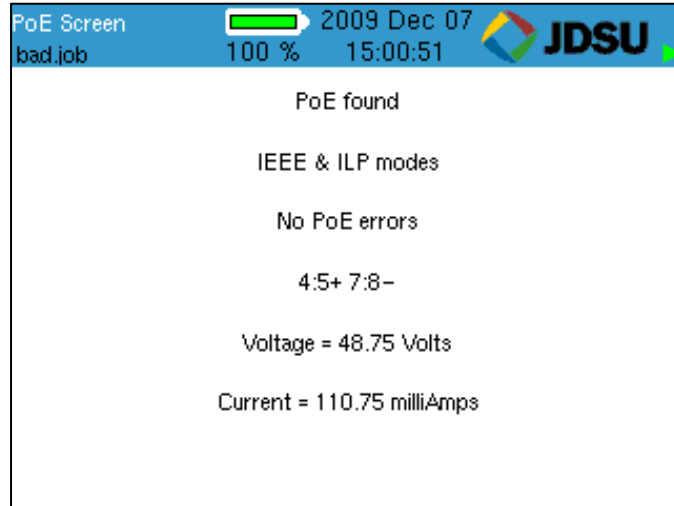 PoE Screen 2009 Dec 07 JDSU
bad.job 100 % 15:00:51
PoE found
IEEE & ILP modes
No PoE errors
4:5+ 7:8-
Voltage = 48.75 Volts
Current = 110.75 milliAmps